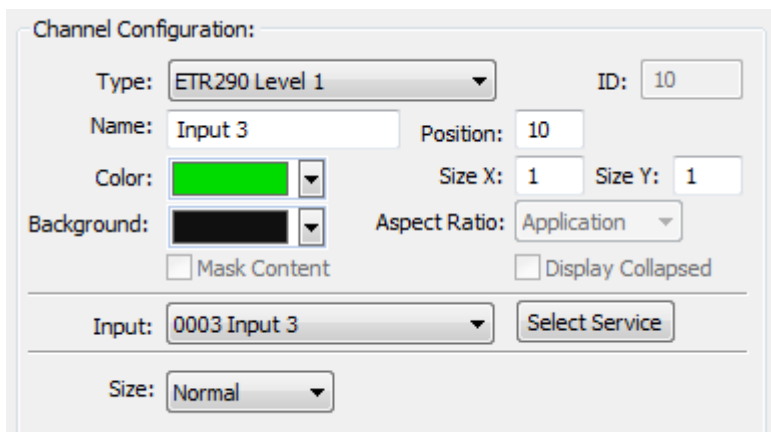 Channel Configuration:
Type: ETR290 Level 1 ID: 10
Name: Input 3 Position: 10
Color: Size X: 1 Size Y: 1
Background: Aspect Ratio: Application
Mask Content Display Collapsed
Input: 0003 Input 3 Select Service
Size: Normal